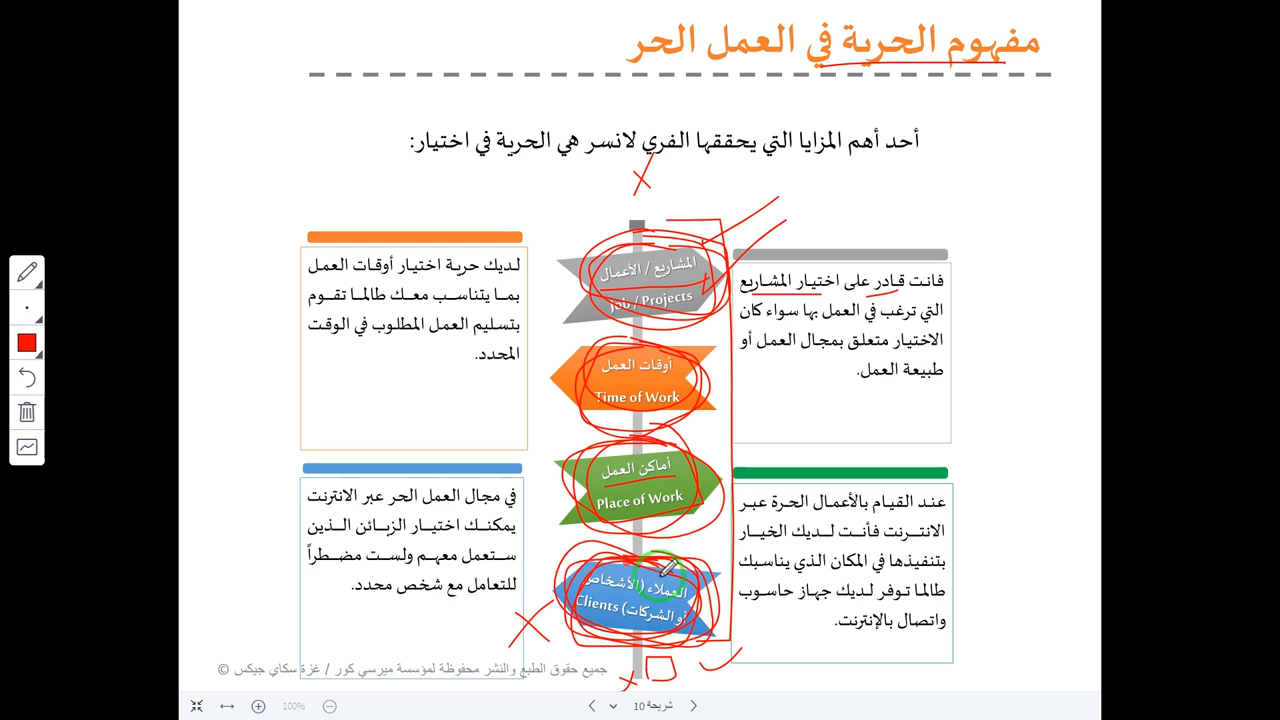 مفهوم الحرية في العمل الحر
أحد أهم المزايا التي يحققها الفري لانسر هي الحرية في اختيار:
المشاريع / الأعمال
Job / Projects
فانت قادر على اختيار المشاريع
التي ترغب في العمل بها سواء كان
الاختيار متعلق بمجال العمل أو
طبيعة العمل.
أوقات العمل
Time of Work
لديك حرية اختيار أوقات العمل
بما يتناسب معك طالما تقوم
بتسليم العمل المطلوب في الوقت
المحدد.
أماكن العمل
Place of Work
عند القيام بالأعمال الحرة عبر
الانترنت فأنت لديك الخيار
بتنفيذها في المكان الذي يناسبك
طالما توفر لديك جهاز حاسوب
واتصال بالإنترنت.
العملاء (الأشخاص
أو الشركات) Clients
في مجال العمل الحر عبر الانترنت
يمكنك اختيار الزبائن الذين
ستعمل معهم ولست مضطراً
للتعامل مع شخص محدد.
جميع حقوق الطبع والنشر محفوظة لمؤسسة ميرسي كور / غزة سكاي جيكس ©
شريحة 10
100%